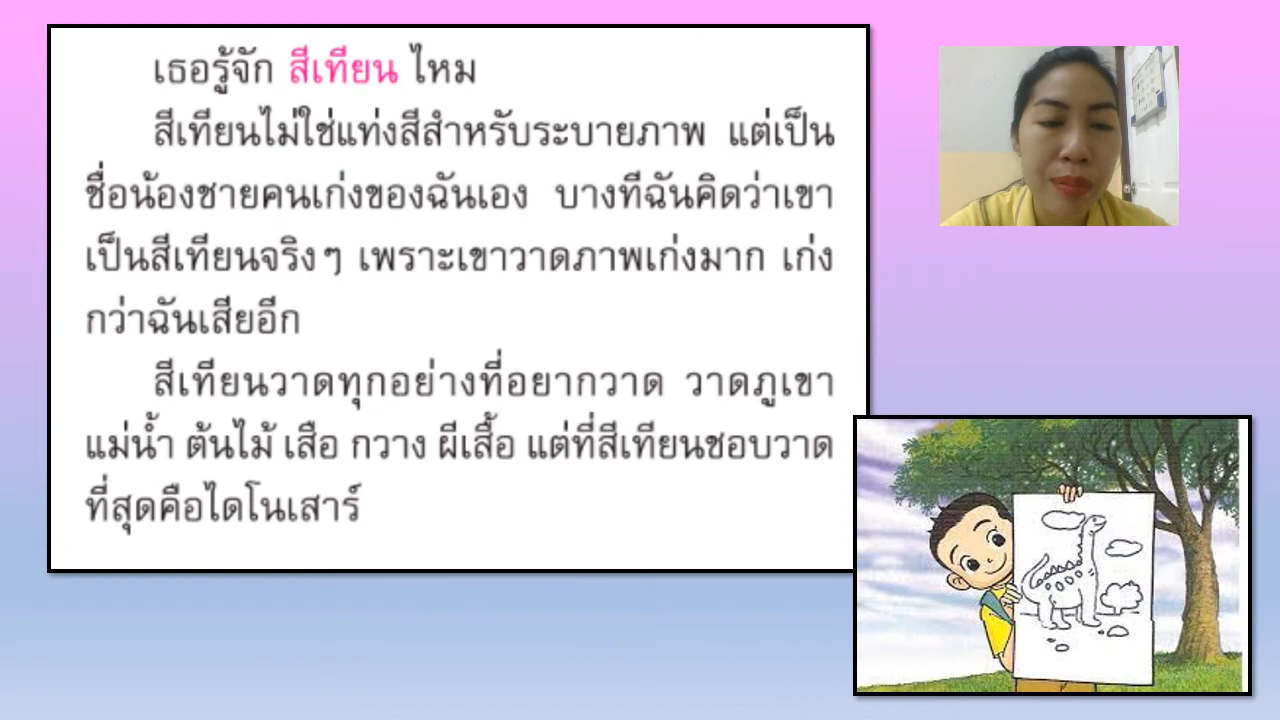 เธอรู้จัก สีเทียน ไหม
สีเทียนไม่ใช่แท่งสีสำหรับระบายภาพ แต่เป็น
ชื่อน้องชายคนเก่งของฉันเอง บางทีฉันคิดว่าเขา
เป็นสีเทียนจริงๆ เพราะเขาวาดภาพเก่งมาก เก่ง
กว่าฉันเสียอีก
สีเทียนวาดทุกอย่างที่อยากวาด วาดภูเขา
แม่น้ำ ต้นไม้ เสือ กวาง ผีเสื้อ แต่ที่สีเทียนชอบวาด
ที่สุดคือไดโนเสาร์